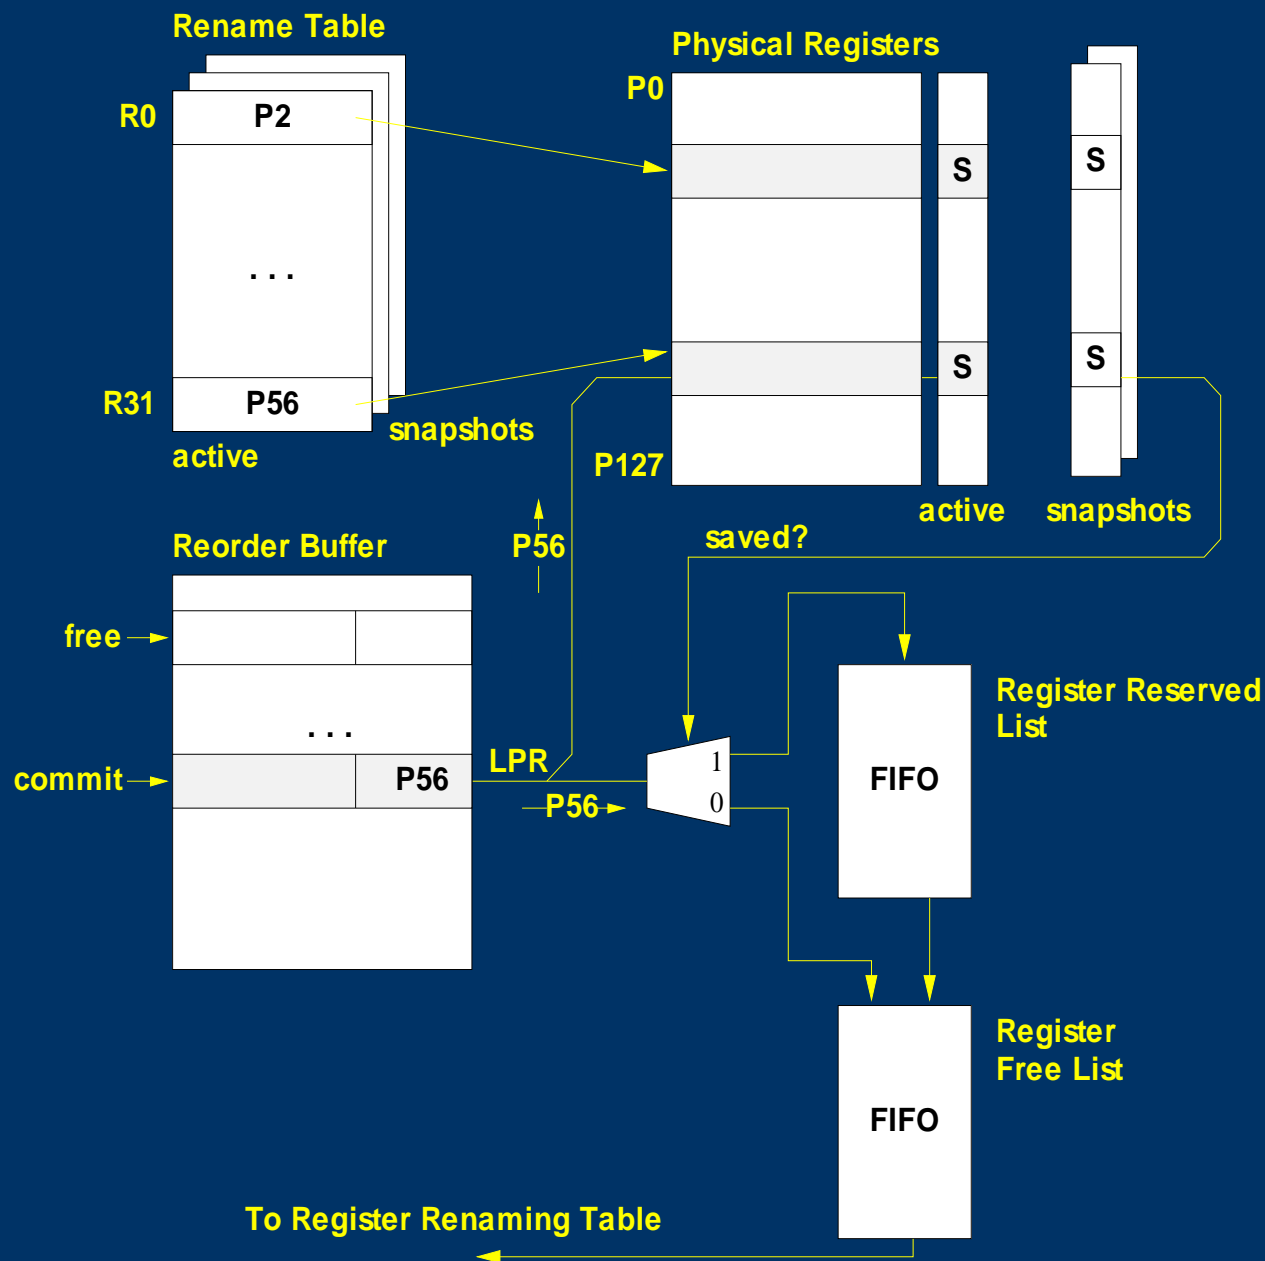 Rename Table
Physical Registers
P0
R0
P2
S
S
. . .
S
S
R31
P56
snapshots
active
P127
active
snapshots
saved?
Reorder Buffer
P56
free
Register Reserved
List
. . .
LPR
1
commit
P56
FIFO
P56
0
Register
Free List
FIFO
To Register Renaming Table